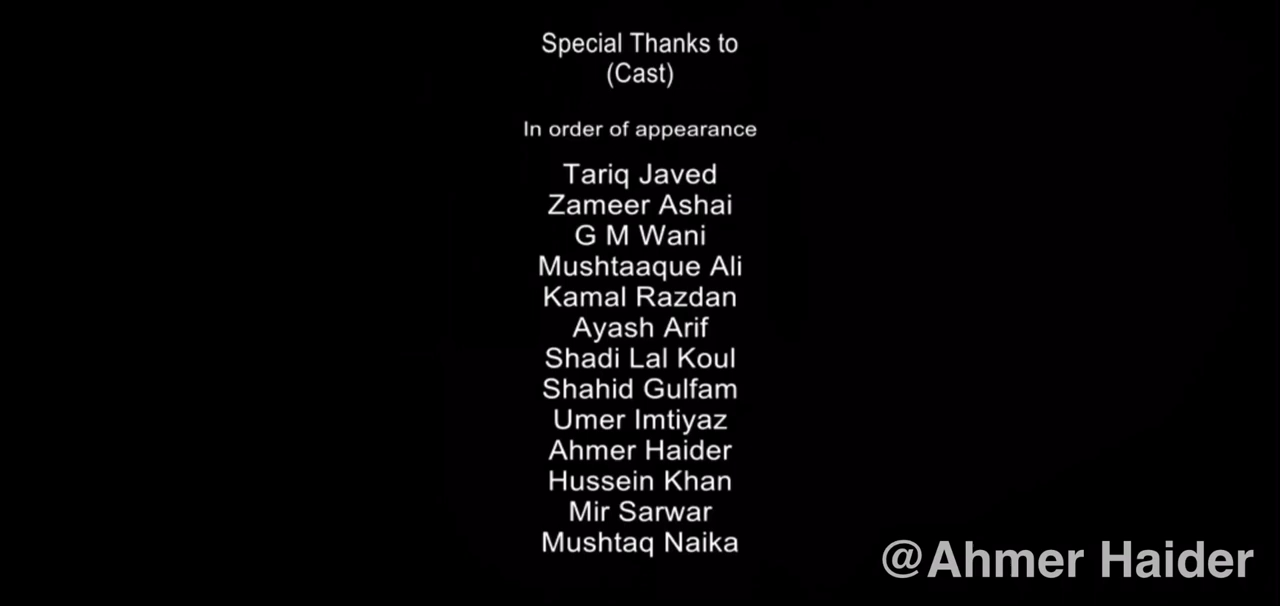 Special Thanks to
(Cast)
In order of appearance
Tariq Javed
Zameer Ashai
G M Wani
Mushtaaque Ali
Kamal Razdan
Ayash Arif
Shadi Lal Koul
Shahid Gulfam
Umer Imtiyaz
Ahmer Haider
Hussein Khan
Mir Sarwar
Mushtaq Naika
@Ahmer Haider